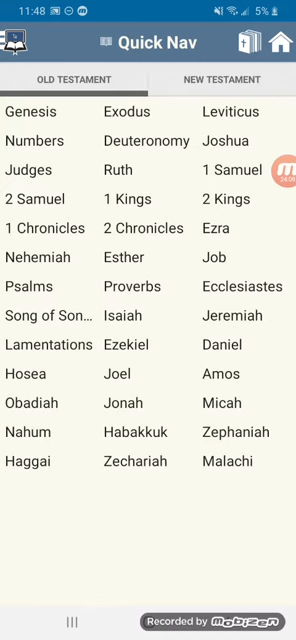 11:48 5%
Quick Nav
OLD TESTAMENT NEW TESTAMENT
Genesis Exodus Leviticus
Numbers Deuteronomy Joshua
Judges Ruth 1 Samuel
2 Samuel 1 Kings 2 Kings
1 Chronicles 2 Chronicles Ezra
Nehemiah Esther Job
Psalms Proverbs Ecclesiastes
Song of Son... Isaiah Jeremiah
Lamentations Ezekiel Daniel
Hosea Joel Amos
Obadiah Jonah Micah
Nahum Habakkuk Zephaniah
Haggai Zechariah Malachi
Recorded by mobizen